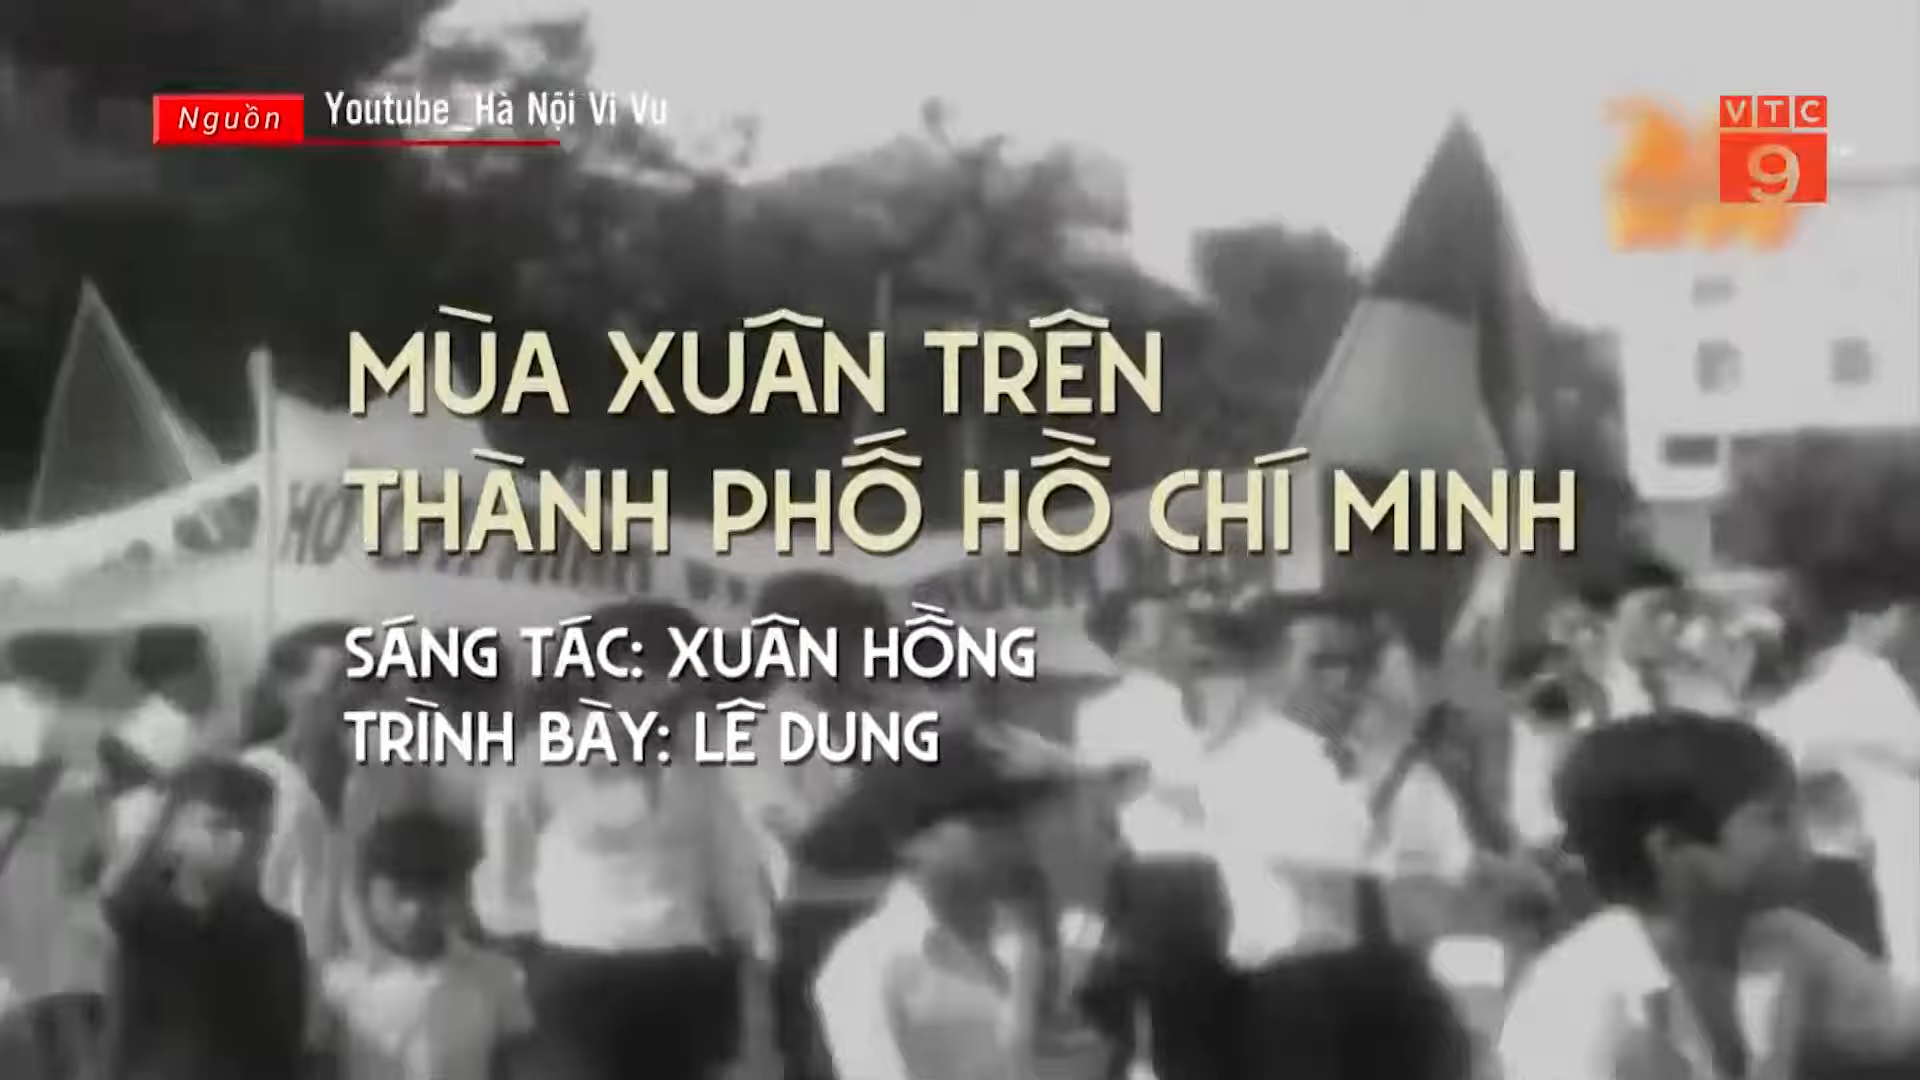 Nguồn Youtube_Hà Nội Vi Vu
VTC
9
MÙA XUÂN TRÊN
THÀNH PHỐ HỒ CHÍ MINH
SÁNG TÁC: XUÂN HỒNG
TRÌNH BÀY: LÊ DUNG